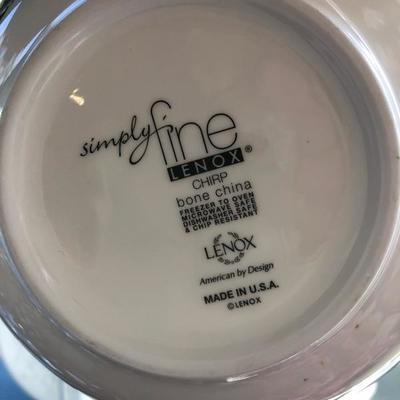 simply fine
LENOX®
CHIRP
bone china
FREEZER TO OVEN
MICROWAVE SAFE
DISHWASHER SAFE
& CHIP RESISTANT
LENOX
American by Design
MADE IN U.S.A.
©LENOX